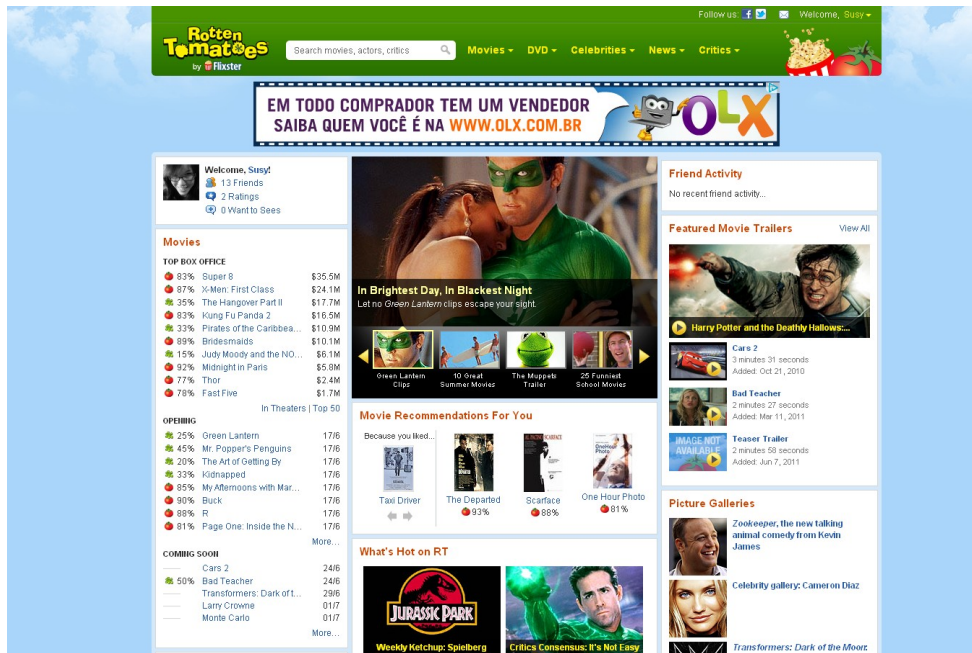 Follow us:
Welcome, Susy
Rotten
Tomatoes
by Flixster
Search movies, actors, critics
Movies
DVD
Celebrities
News
Critics
EM TODO COMPRADOR TEM UM VENDEDOR
SAIBA QUEM VOCÊ É NA WWW.OLX.COM.BR
OLX
Welcome, Susy!
13 Friends
2 Ratings
0 Want to Sees
Movies
TOP BOX OFFICE
83% Super 8 $35.5M
87% X-Men: First Class $24.1M
35% The Hangover Part II $17.7M
83% Kung Fu Panda 2 $16.5M
33% Pirates of the Caribbea... $10.9M
89% Bridesmaids $10.1M
15% Judy Moody and the NO... $6.1M
92% Midnight in Paris $5.8M
77% Thor $2.4M
78% Fast Five $1.7M
In Theaters | Top 50
OPENING
25% Green Lantern 17/6
45% Mr. Popper's Penguins 17/6
20% The Art of Getting By 17/6
33% Kidnapped 17/6
85% My Afternoons with Mar... 17/6
90% Buck 17/6
88% R 17/6
81% Page One: Inside the N... 17/6
More...
COMING SOON
Cars 2 24/6
50% Bad Teacher 24/6
Transformers: Dark of t... 29/6
Larry Crowne 01/7
Monte Carlo 01/7
More...
In Brightest Day, In Blackest Night
Let no Green Lantern clips escape your sight.
Green Lantern
Clips
10 Great
Summer Movies
The Muppets
Trailer
25 Funniest
School Movies
Movie Recommendations For You
Because you liked...
Taxi Driver
The Departed
93%
Scarface
88%
One Hour Photo
81%
What's Hot on RT
JURASSIC PARK
Weekly Ketchup: Spielberg
Critics Consensus: It's Not Easy
Friend Activity
No recent friend activity...
Featured Movie Trailers
View All
Harry Potter and the Deathly Hallows:...
Cars 2
3 minutes 31 seconds
Added: Oct 21, 2010
Bad Teacher
2 minutes 27 seconds
Added: Mar 11, 2011
IMAGE NOT
AVAILABLE
Teaser Trailer
2 minutes 58 seconds
Added: Jun 7, 2011
Picture Galleries
Zookeeper, the new talking
animal comedy from Kevin
James
Celebrity gallery: Cameron Diaz
Transformers: Dark of the Moon: